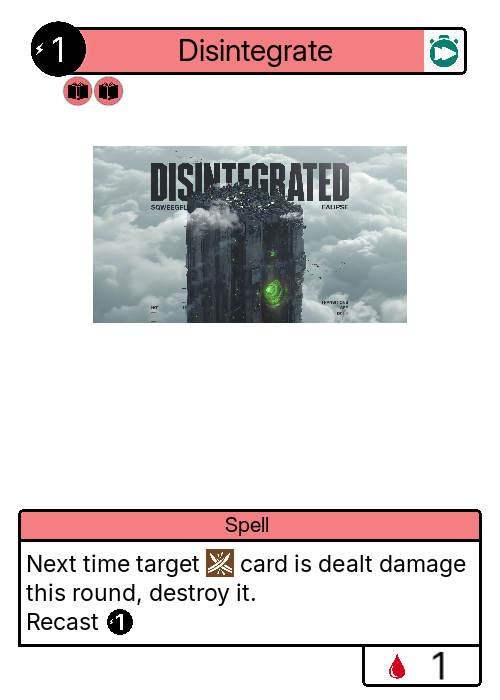 1 Disintegrate
DISINTEGRATED
Spell
Next time target card is dealt damage
this round, destroy it.
Recast 1
1